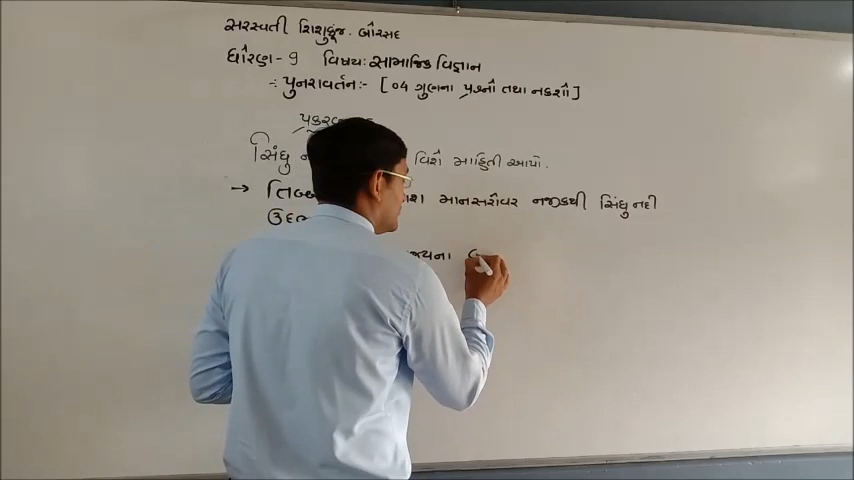 સરસ્વતી શિશુકુંજ. બોરસદ
ધોરણ - 9 વિષય: સામાજિક વિજ્ઞાન
-: પુનરાવર્તન:- [ 04 ગુણના પ્રશ્નો તથા નકશો ]
સિંધુ વિશે માહિતી આપો.
→ માનસરોવર નજીકથી સિંધુ નદી